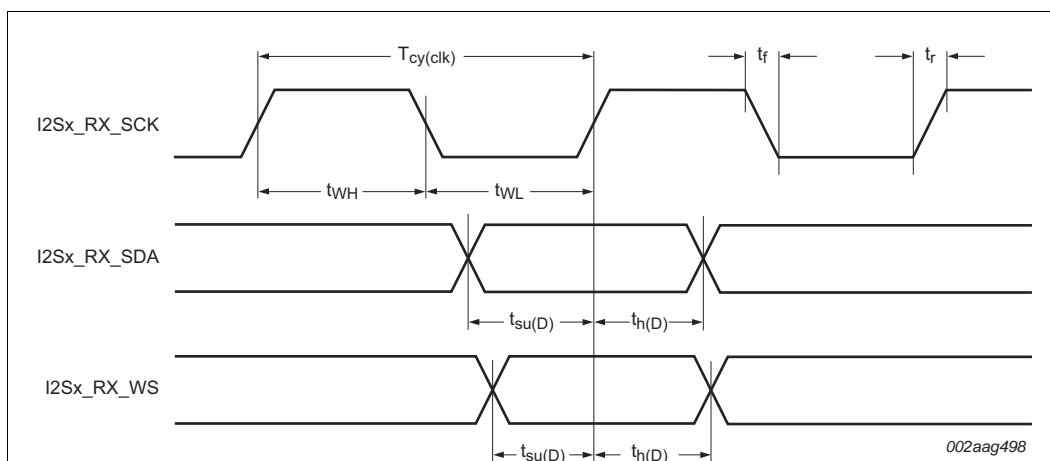 Tcy(clk) tf tr
I2Sx_RX_SCK
tWH tWL
I2Sx_RX_SDA
tsu(D) th(D)
I2Sx_RX_WS
tsu(D) th(D)
002aag498